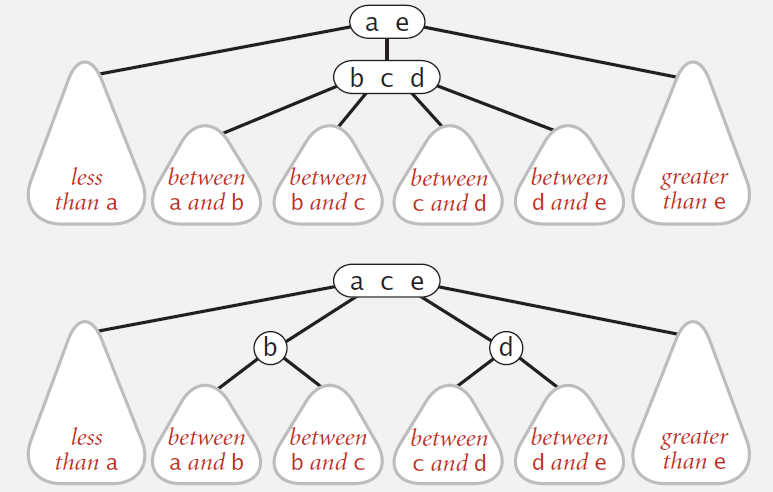 a e
b c d
less than a
between a and b
between b and c
between c and d
between d and e
greater than e
a c e
b
d
less than a
between a and b
between b and c
between c and d
between d and e
greater than e